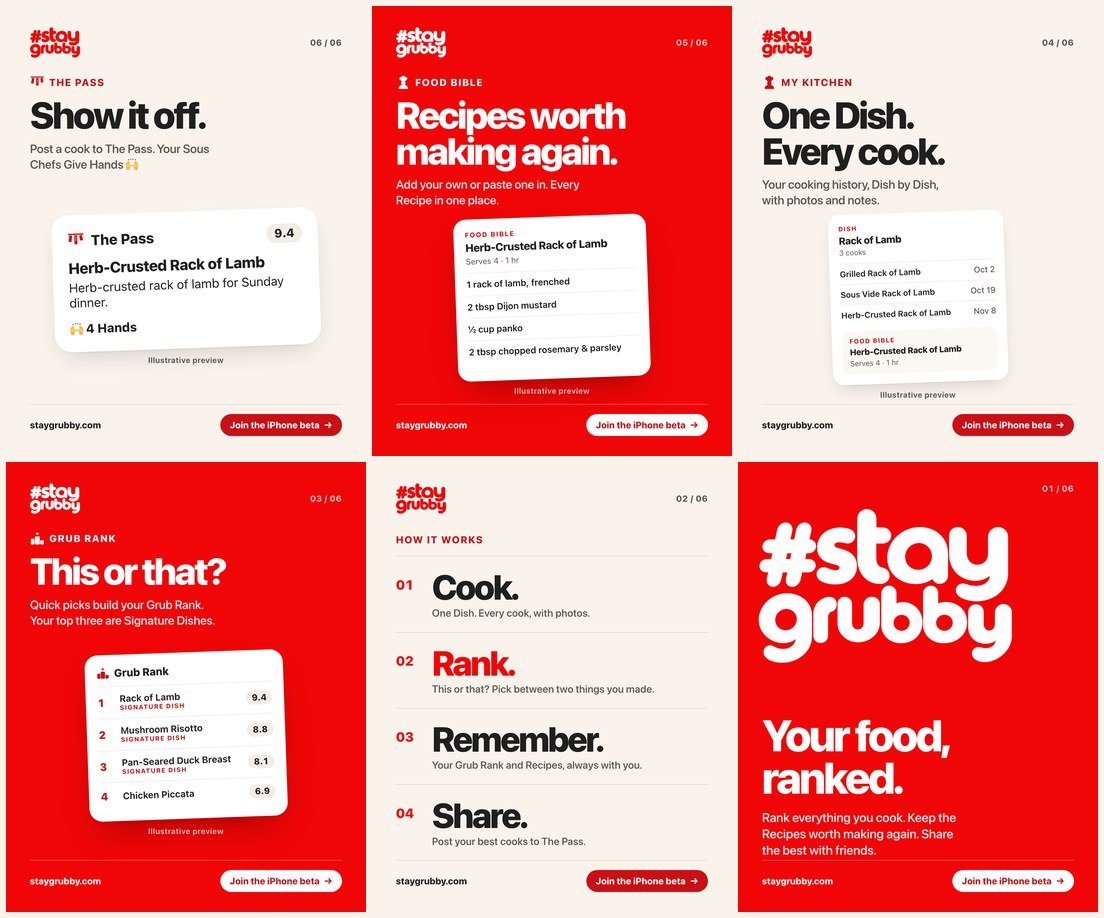 #stay
grubby
06 / 06
THE PASS
Show it off.
Post a cook to The Pass. Your Sous
Chefs Give Hands 🙌
The Pass
9.4
Herb-Crusted Rack of Lamb
Herb-crusted rack of lamb for Sunday
dinner.
🙌 4 Hands
Illustrative preview
staygrubby.com
Join the iPhone beta →
#stay
grubby
05 / 06
FOOD BIBLE
Recipes worth
making again.
Add your own or paste one in. Every
Recipe in one place.
FOOD BIBLE
Herb-Crusted Rack of Lamb
Serves 4 · 1 hr
1 rack of lamb, frenched
2 tbsp Dijon mustard
½ cup panko
2 tbsp chopped rosemary & parsley
Illustrative preview
staygrubby.com
Join the iPhone beta →
#stay
grubby
04 / 06
MY KITCHEN
One Dish.
Every cook.
Your cooking history, Dish by Dish,
with photos and notes.
DISH
Rack of Lamb
3 cooks
Grilled Rack of Lamb Oct 2
Sous Vide Rack of Lamb Oct 19
Herb-Crusted Rack of Lamb Nov 8
FOOD BIBLE
Herb-Crusted Rack of Lamb
Serves 4 · 1 hr
Illustrative preview
staygrubby.com
Join the iPhone beta →
#stay
grubby
03 / 06
GRUB RANK
This or that?
Quick picks build your Grub Rank.
Your top three are Signature Dishes.
Grub Rank
1 Rack of Lamb 9.4
SIGNATURE DISH
2 Mushroom Risotto 8.8
SIGNATURE DISH
3 Pan-Seared Duck Breast 8.1
SIGNATURE DISH
4 Chicken Piccata 6.9
Illustrative preview
staygrubby.com
Join the iPhone beta →
#stay
grubby
02 / 06
HOW IT WORKS
01 Cook.
One Dish. Every cook, with photos.
02 Rank.
This or that? Pick between two things you made.
03 Remember.
Your Grub Rank and Recipes, always with you.
04 Share.
Post your best cooks to The Pass.
staygrubby.com
Join the iPhone beta →
01 / 06
#stay
grubby
Your food,
ranked.
Rank everything you cook. Keep the
Recipes worth making again. Share
the best with friends.
staygrubby.com
Join the iPhone beta →